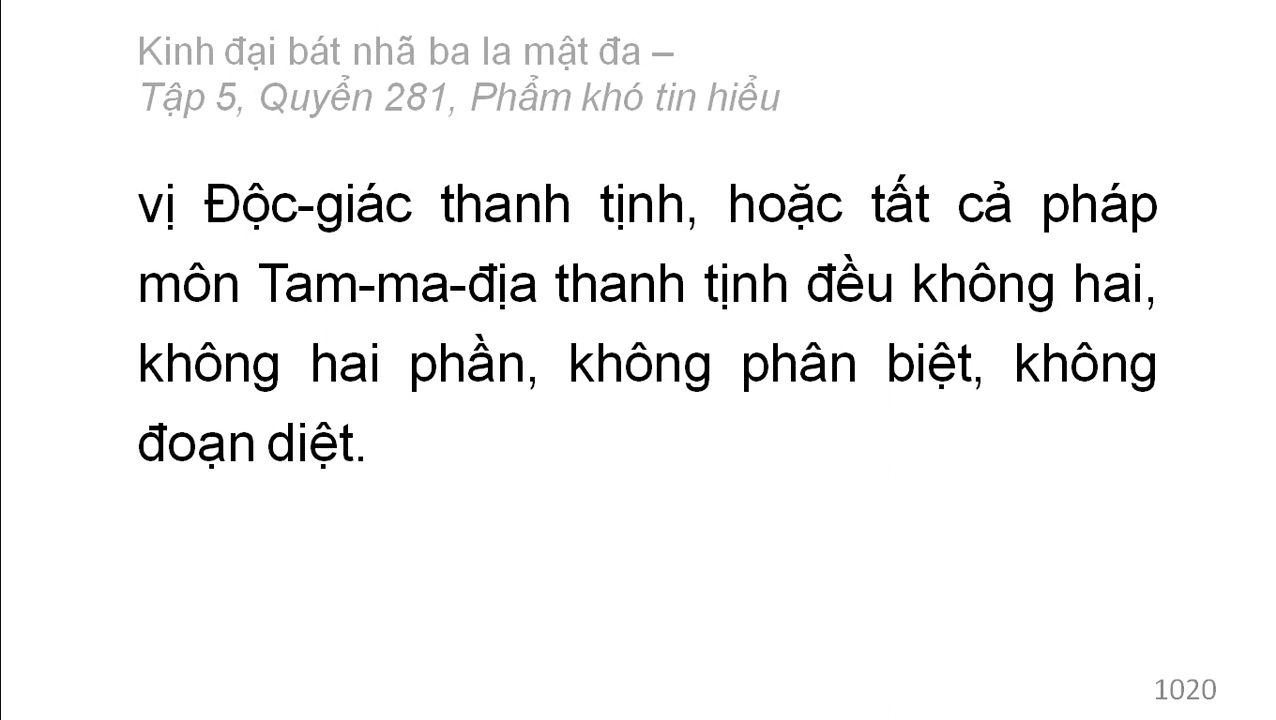 Kinh đại bát nhã ba la mật đa –
Tập 5, Quyển 281, Phẩm khó tin hiểu
vị Độc-giác thanh tịnh, hoặc tất cả pháp
môn Tam-ma-địa thanh tịnh đều không hai,
không hai phần, không phân biệt, không
đoạn diệt.
1020